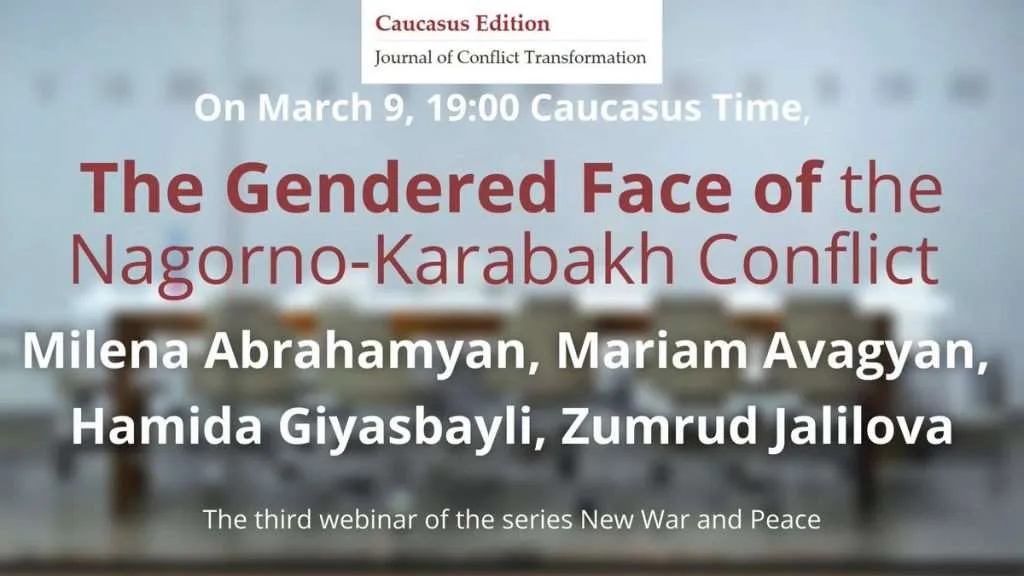 Caucasus Edition
Journal of Conflict Transformation
On March 9, 19:00 Caucasus Time,
The Gendered Face of the
Nagorno-Karabakh Conflict
Milena Abrahamyan, Mariam Avagyan,
Hamida Giyasbayli, Zumrud Jalilova
The third webinar of the series New War and Peace